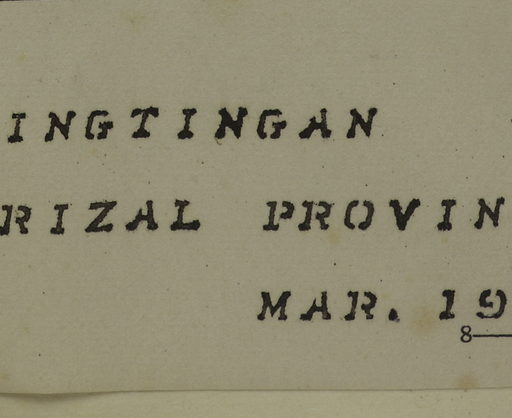 INGTINGAN
RIZAL PROVIN
MAR. 19
8